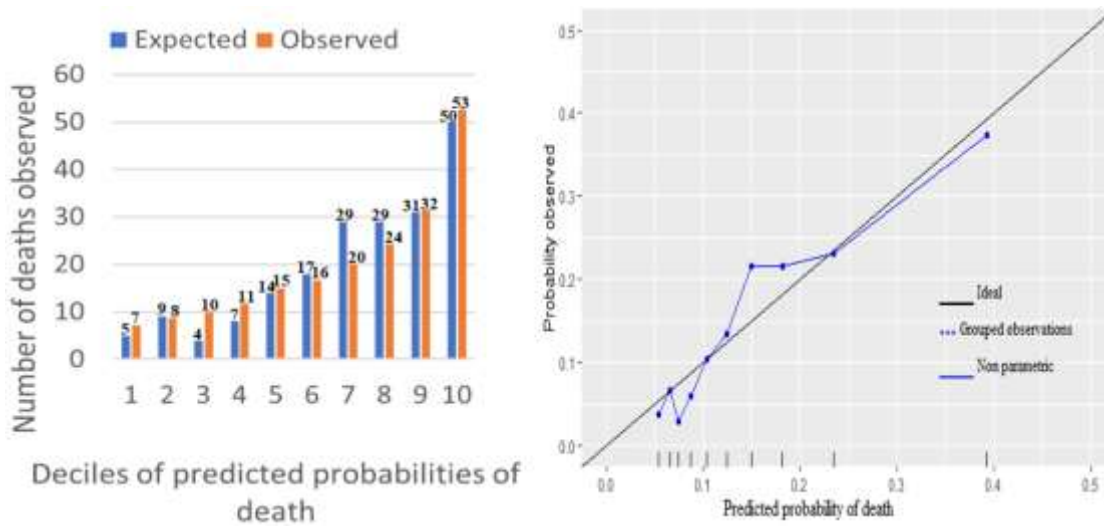 Expected Observed
Number of deaths observed
60
50
40
30
20
10
0
5 7 9 8 4 10 7 11 14 15 17 16 29 20 29 24 31 32 50 53
1 2 3 4 5 6 7 8 9 10
Deciles of predicted probabilities of
death
Probability observed
0.5
0.4
0.3
0.2
0.1
0.0
Ideal
Grouped observations
Non parametric
0.0 0.1 0.2 0.3 0.4 0.5
Predicted probability of death